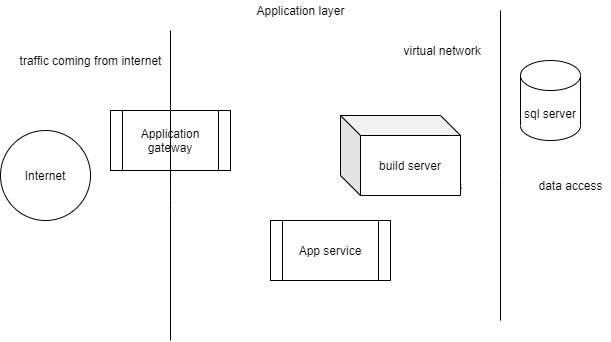 Application layer
virtual network
traffic coming from internet
sql server
Application
gateway
build server
Internet
data access
App service